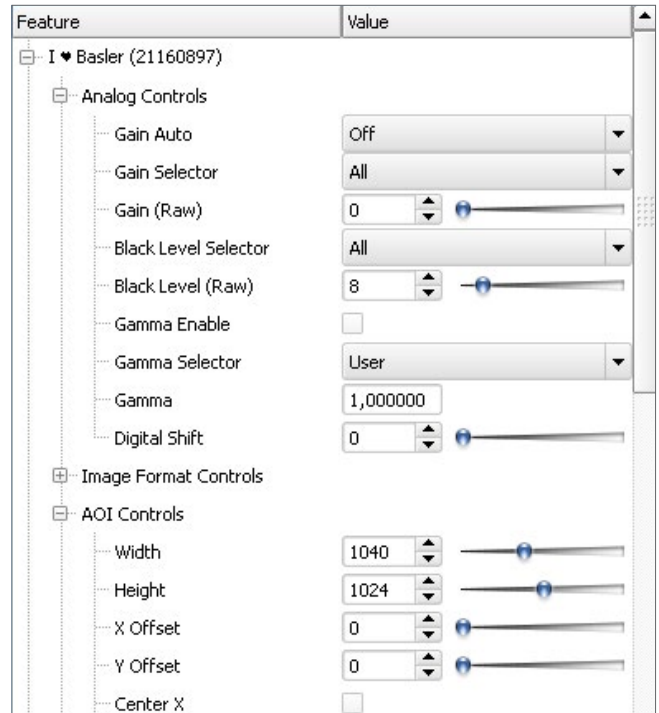 Feature Value
I ♥ Basler (21160897)
Analog Controls
Gain Auto Off
Gain Selector All
Gain (Raw) 0
Black Level Selector All
Black Level (Raw) 8
Gamma Enable
Gamma Selector User
Gamma 1,000000
Digital Shift 0
Image Format Controls
AOI Controls
Width 1040
Height 1024
X Offset 0
Y Offset 0
Center X